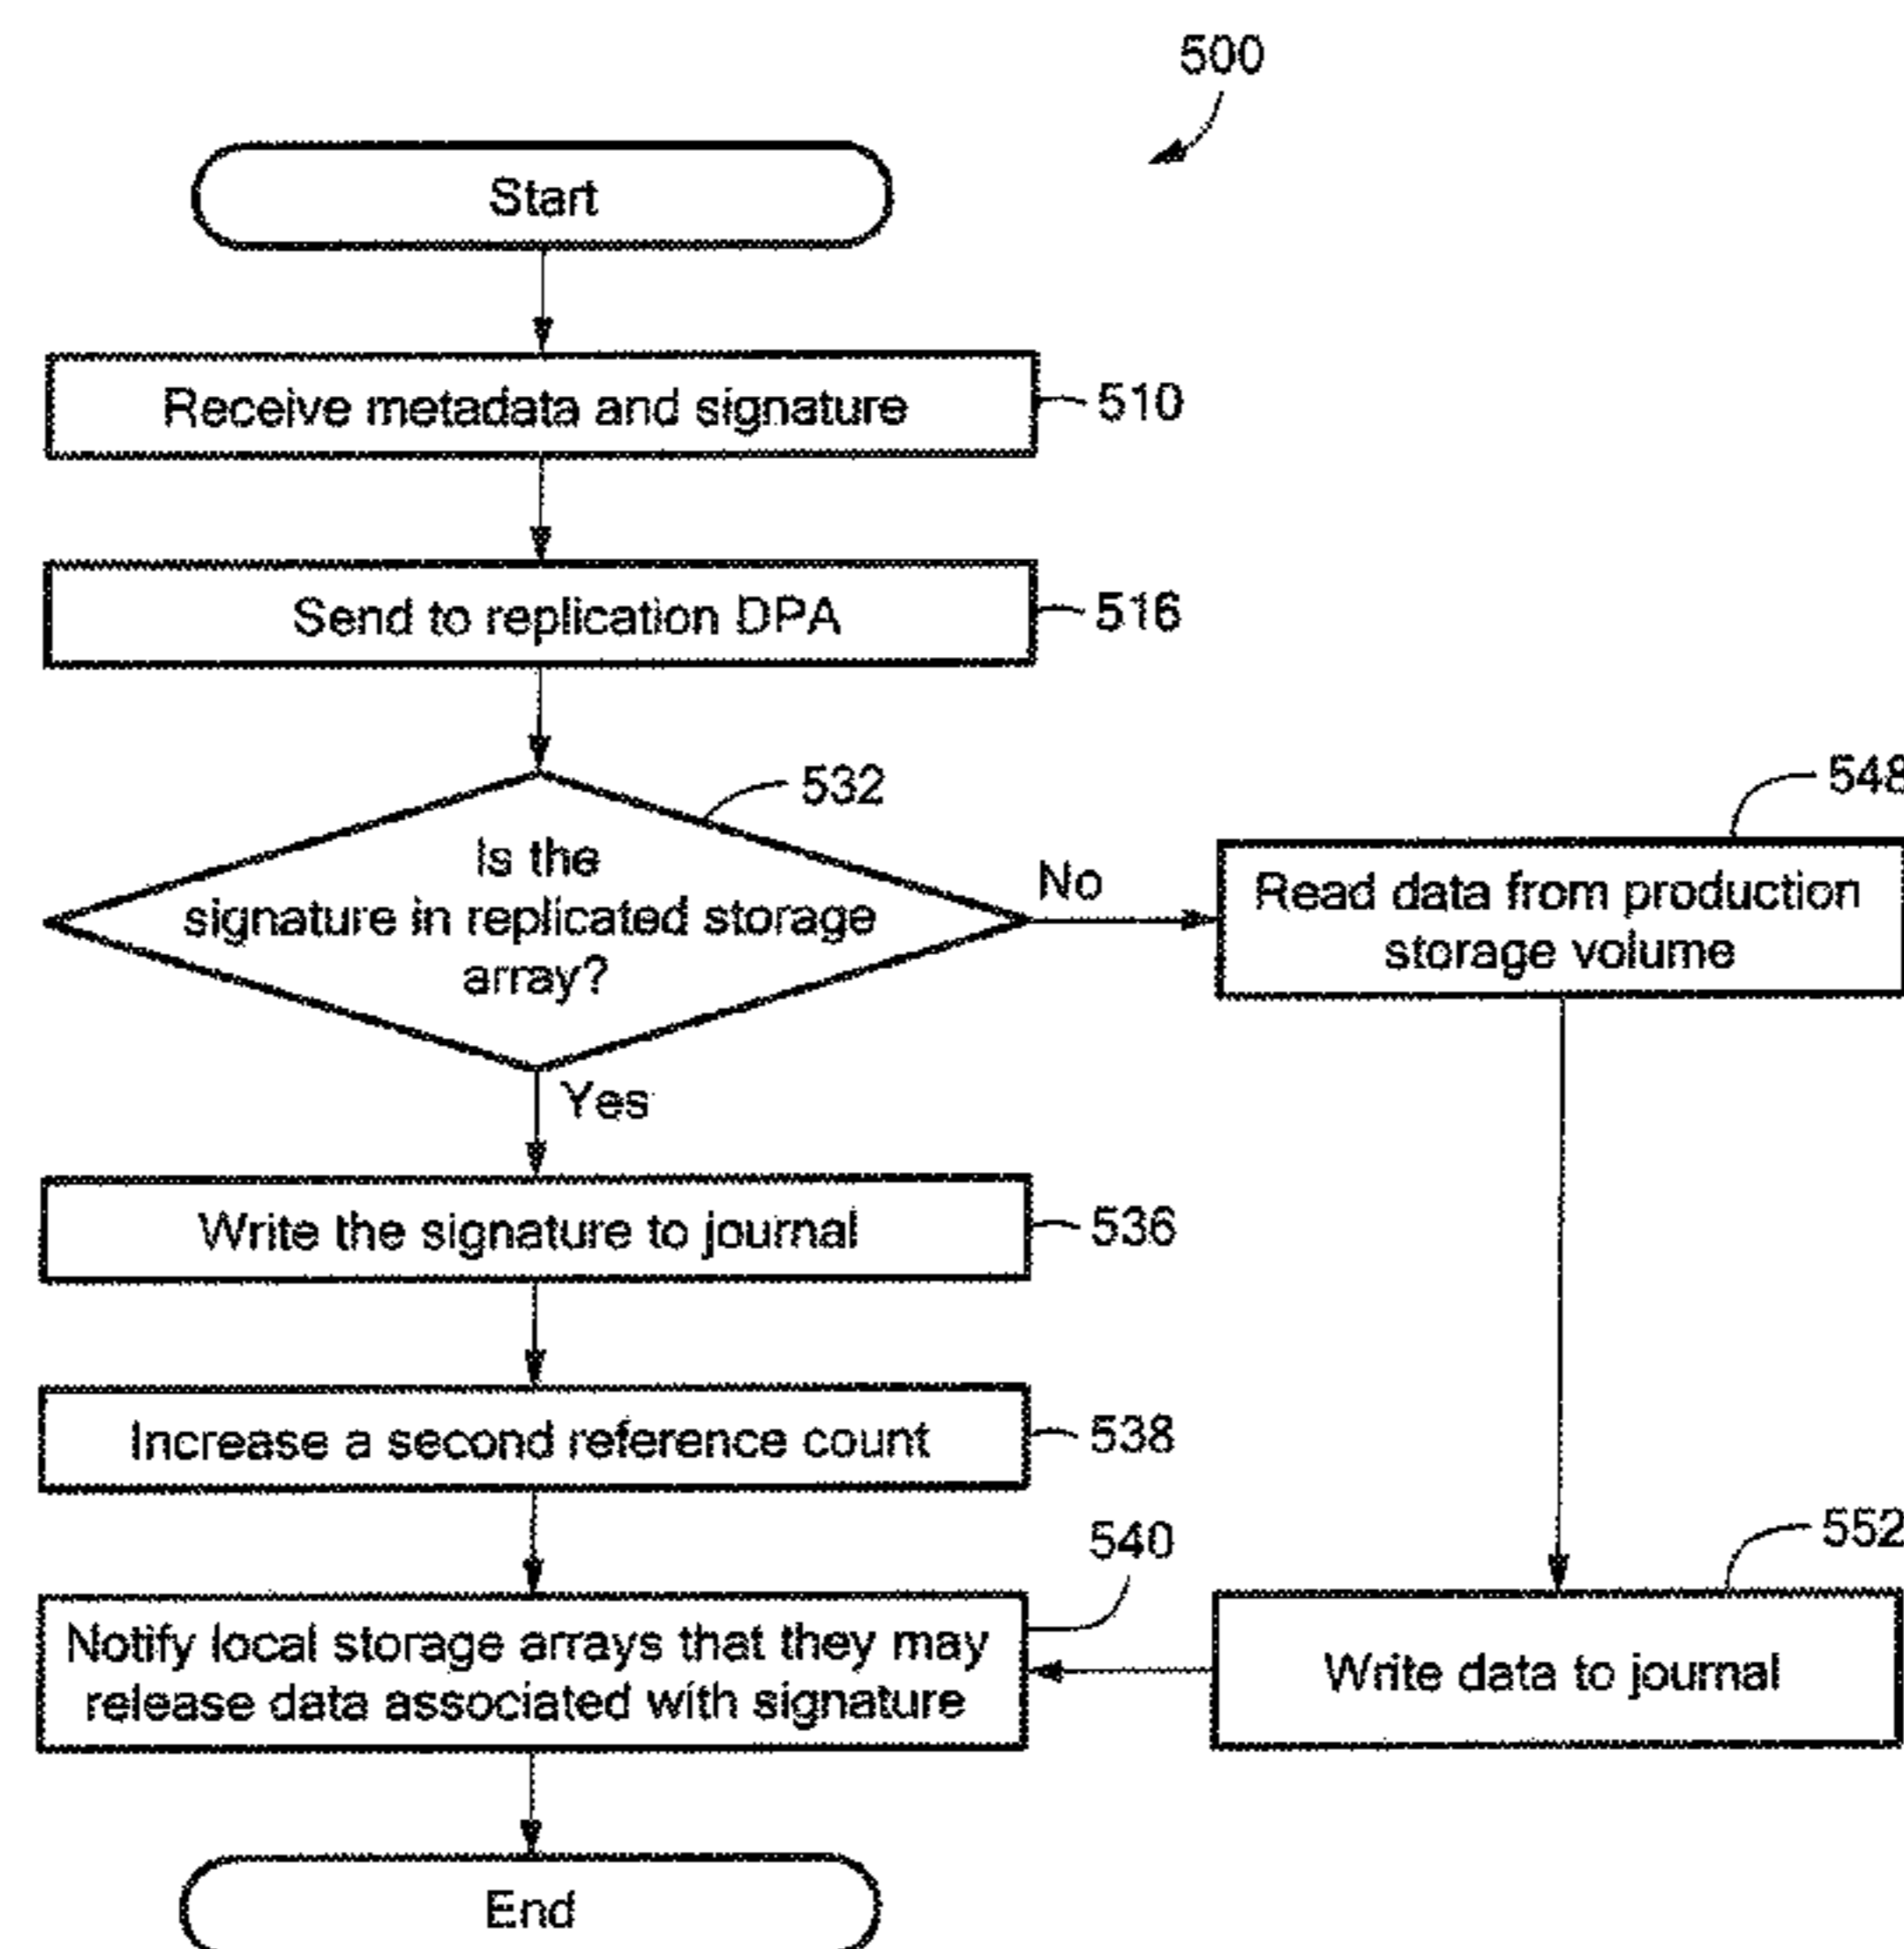 500
Start
Receive metadata and signature
510
Send to replication DPA
516
532
Is the
signature in replicated storage
array?
No
548
Read data from production
storage volume
Yes
Write the signature to journal
536
Increase a second reference count
538
540
Notify local storage arrays that they may
release data associated with signature
552
Write data to journal
End